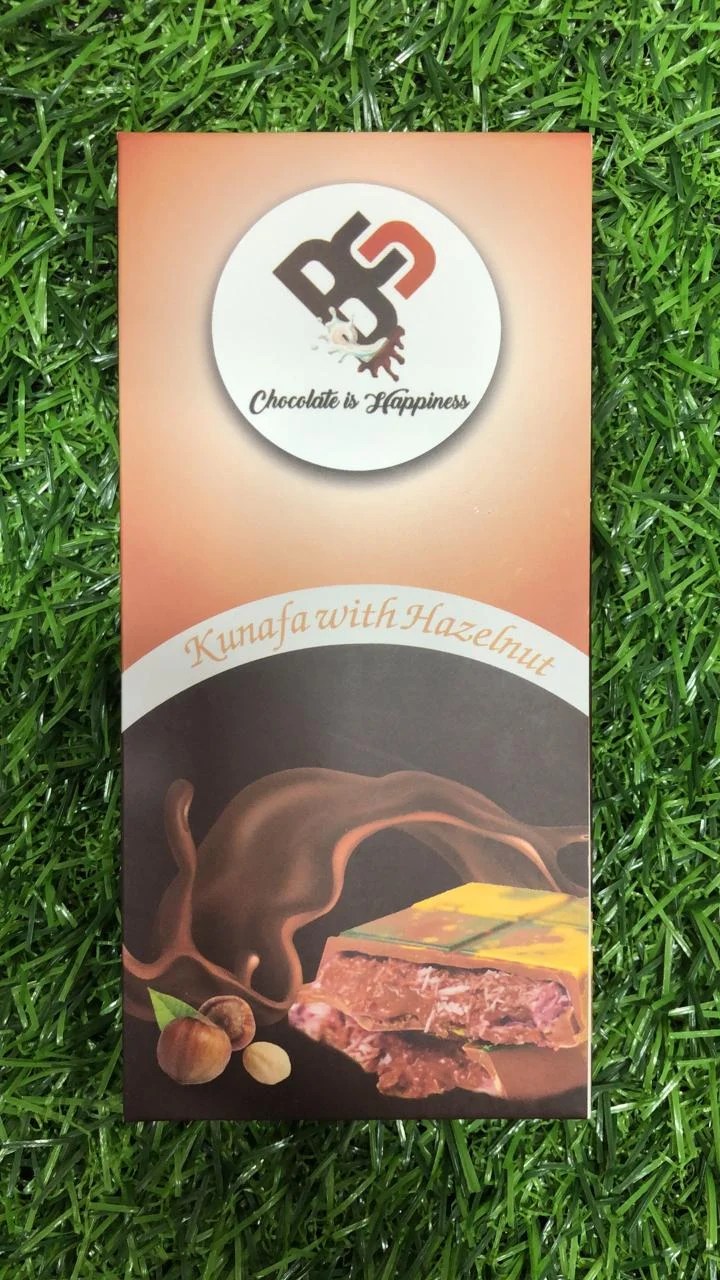 Chocolate is Happiness
Kunafa with Hazelnut